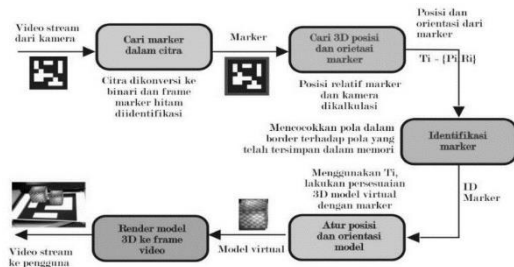 Video stream
dari kamera
Cari marker
dalam citra
Citra dikonversi ke
binari dan frame
marker hitam
diidentifikasi
Marker
Cari 3D posisi
dan orietasi
marker
Posisi relatif marker
dan kamera
dikalkulasi
Posisi dan
orientasi dari
marker
Ti - {Pi,Ri}
Mencocokkan pola dalam
border terhadap pola yang
telah tersimpan dalam memori
Identifikasi
marker
ID
Marker
Menggunakan Ti,
lakukan persesuaian
3D model virtual
dengan marker
Atur posisi
dan orientasi
model
Model virtual
Render model
3D ke frame
video
Video stream
ke pengguna